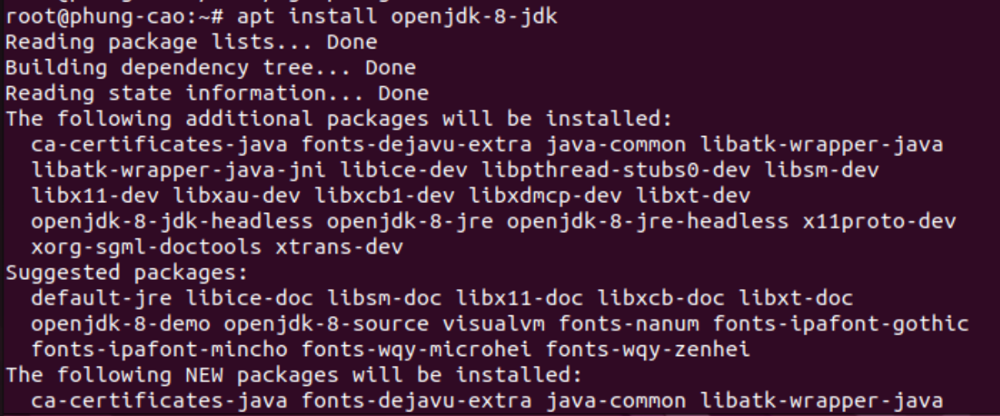 root@phung-cao:~# apt install openjdk-8-jdk
Reading package lists... Done
Building dependency tree... Done
Reading state information... Done
The following additional packages will be installed:
  ca-certificates-java fonts-dejavu-extra java-common libatk-wrapper-java
  libatk-wrapper-java-jni libice-dev libpthread-stubs0-dev libsm-dev
  libx11-dev libxau-dev libxcb1-dev libxdmcp-dev libxt-dev
  openjdk-8-jdk-headless openjdk-8-jre openjdk-8-jre-headless x11proto-dev
  xorg-sgml-doctools xtrans-dev
Suggested packages:
  default-jre libice-doc libsm-doc libx11-doc libxcb-doc libxt-doc
  openjdk-8-demo openjdk-8-source visualvm fonts-nanum fonts-ipafont-gothic
  fonts-ipafont-mincho fonts-wqy-microhei fonts-wqy-zenhei
The following NEW packages will be installed:
  ca-certificates-java fonts-dejavu-extra java-common libatk-wrapper-java